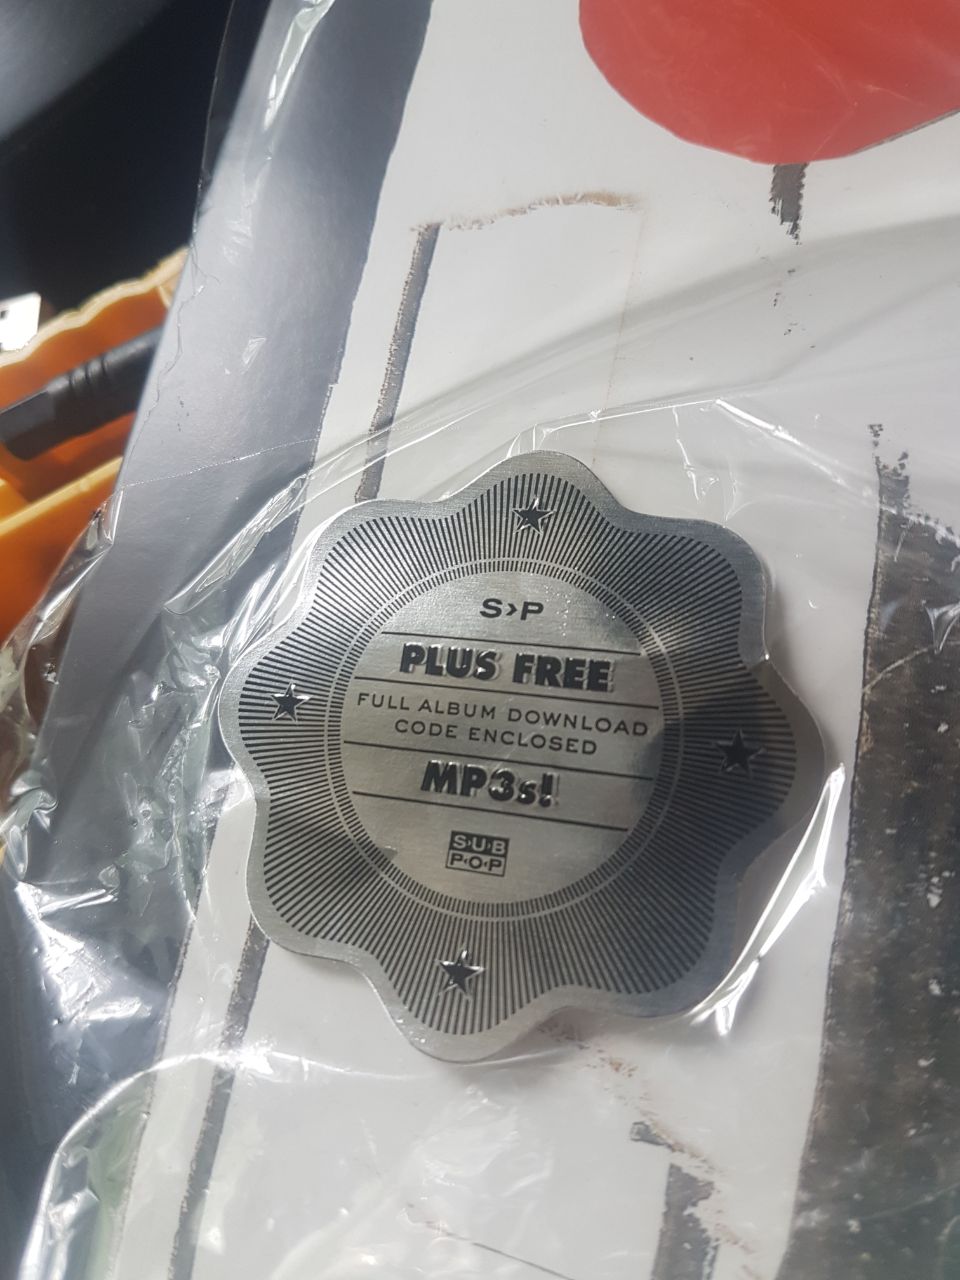 S>P
PLUS FREE
FULL ALBUM DOWNLOAD
CODE ENCLOSED
MP3s!
SUB
POP